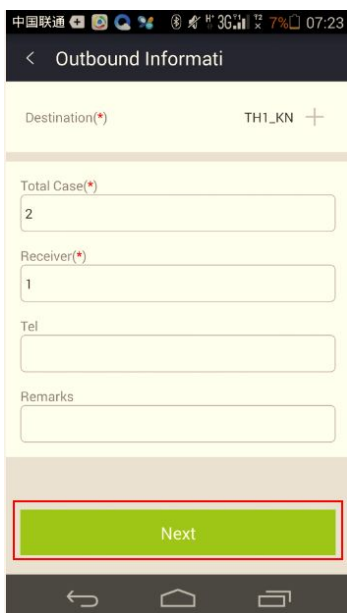 中国联通 3G 7% 07:23
< Outbound Informati
Destination(*) TH1_KN +
Total Case(*)
2
Receiver(*)
1
Tel
Remarks
Next